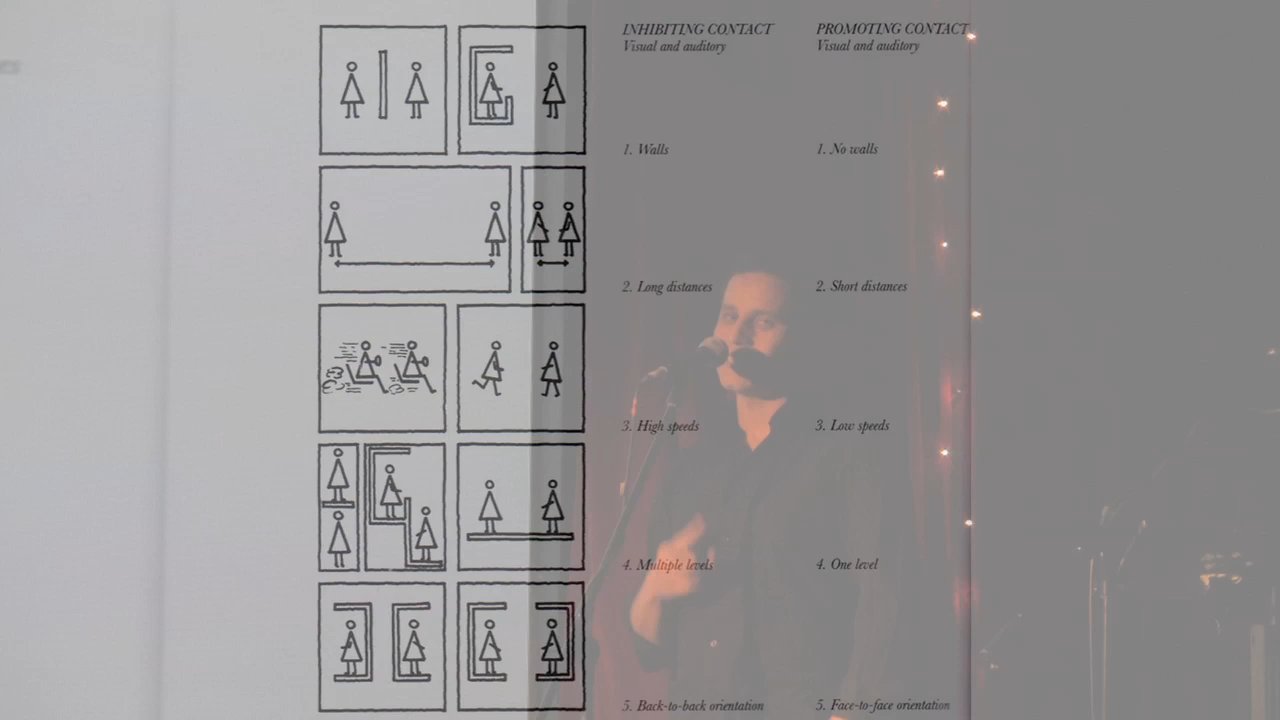 INHIBITING CONTACT
Visual and auditory
PROMOTING CONTACT
Visual and auditory
1. Walls
1. No walls
2. Long distances
2. Short distances
3. High speeds
3. Low speeds
4. Multiple levels
4. One level
5. Back-to-back orientation
5. Face-to-face orientation